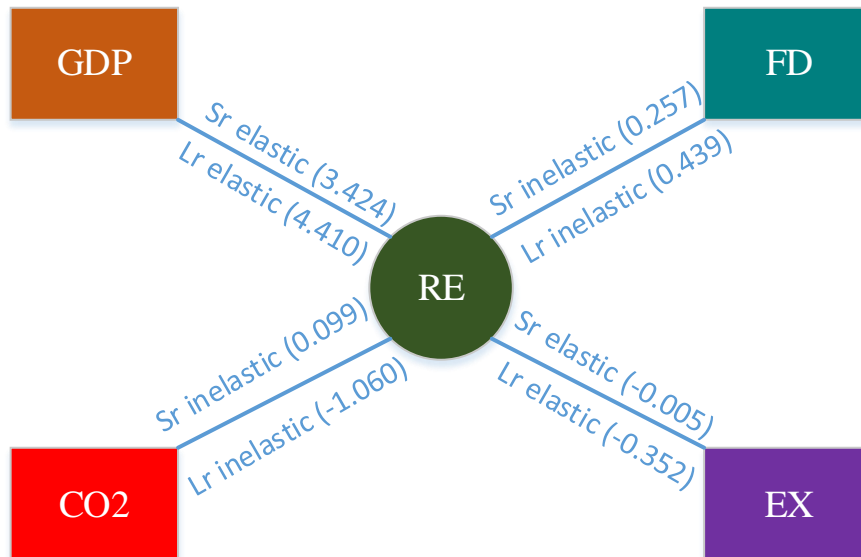 GDP
FD
Sr elastic (3.424)
Lr elastic (4.410)
Sr inelastic (0.257)
Lr inelastic (0.439)
RE
Sr inelastic (0.099)
Lr inelastic (-1.060)
Sr elastic (-0.005)
Lr elastic (-0.352)
CO2
EX